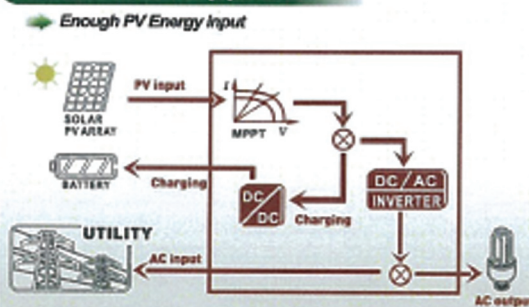 Enough PV Energy Input
PV input
I
SOLAR
PV ARRAY
MPPT
V
BATTERY
Charging
DC
DC
Charging
DC/AC
INVERTER
UTILITY
AC input
AC output